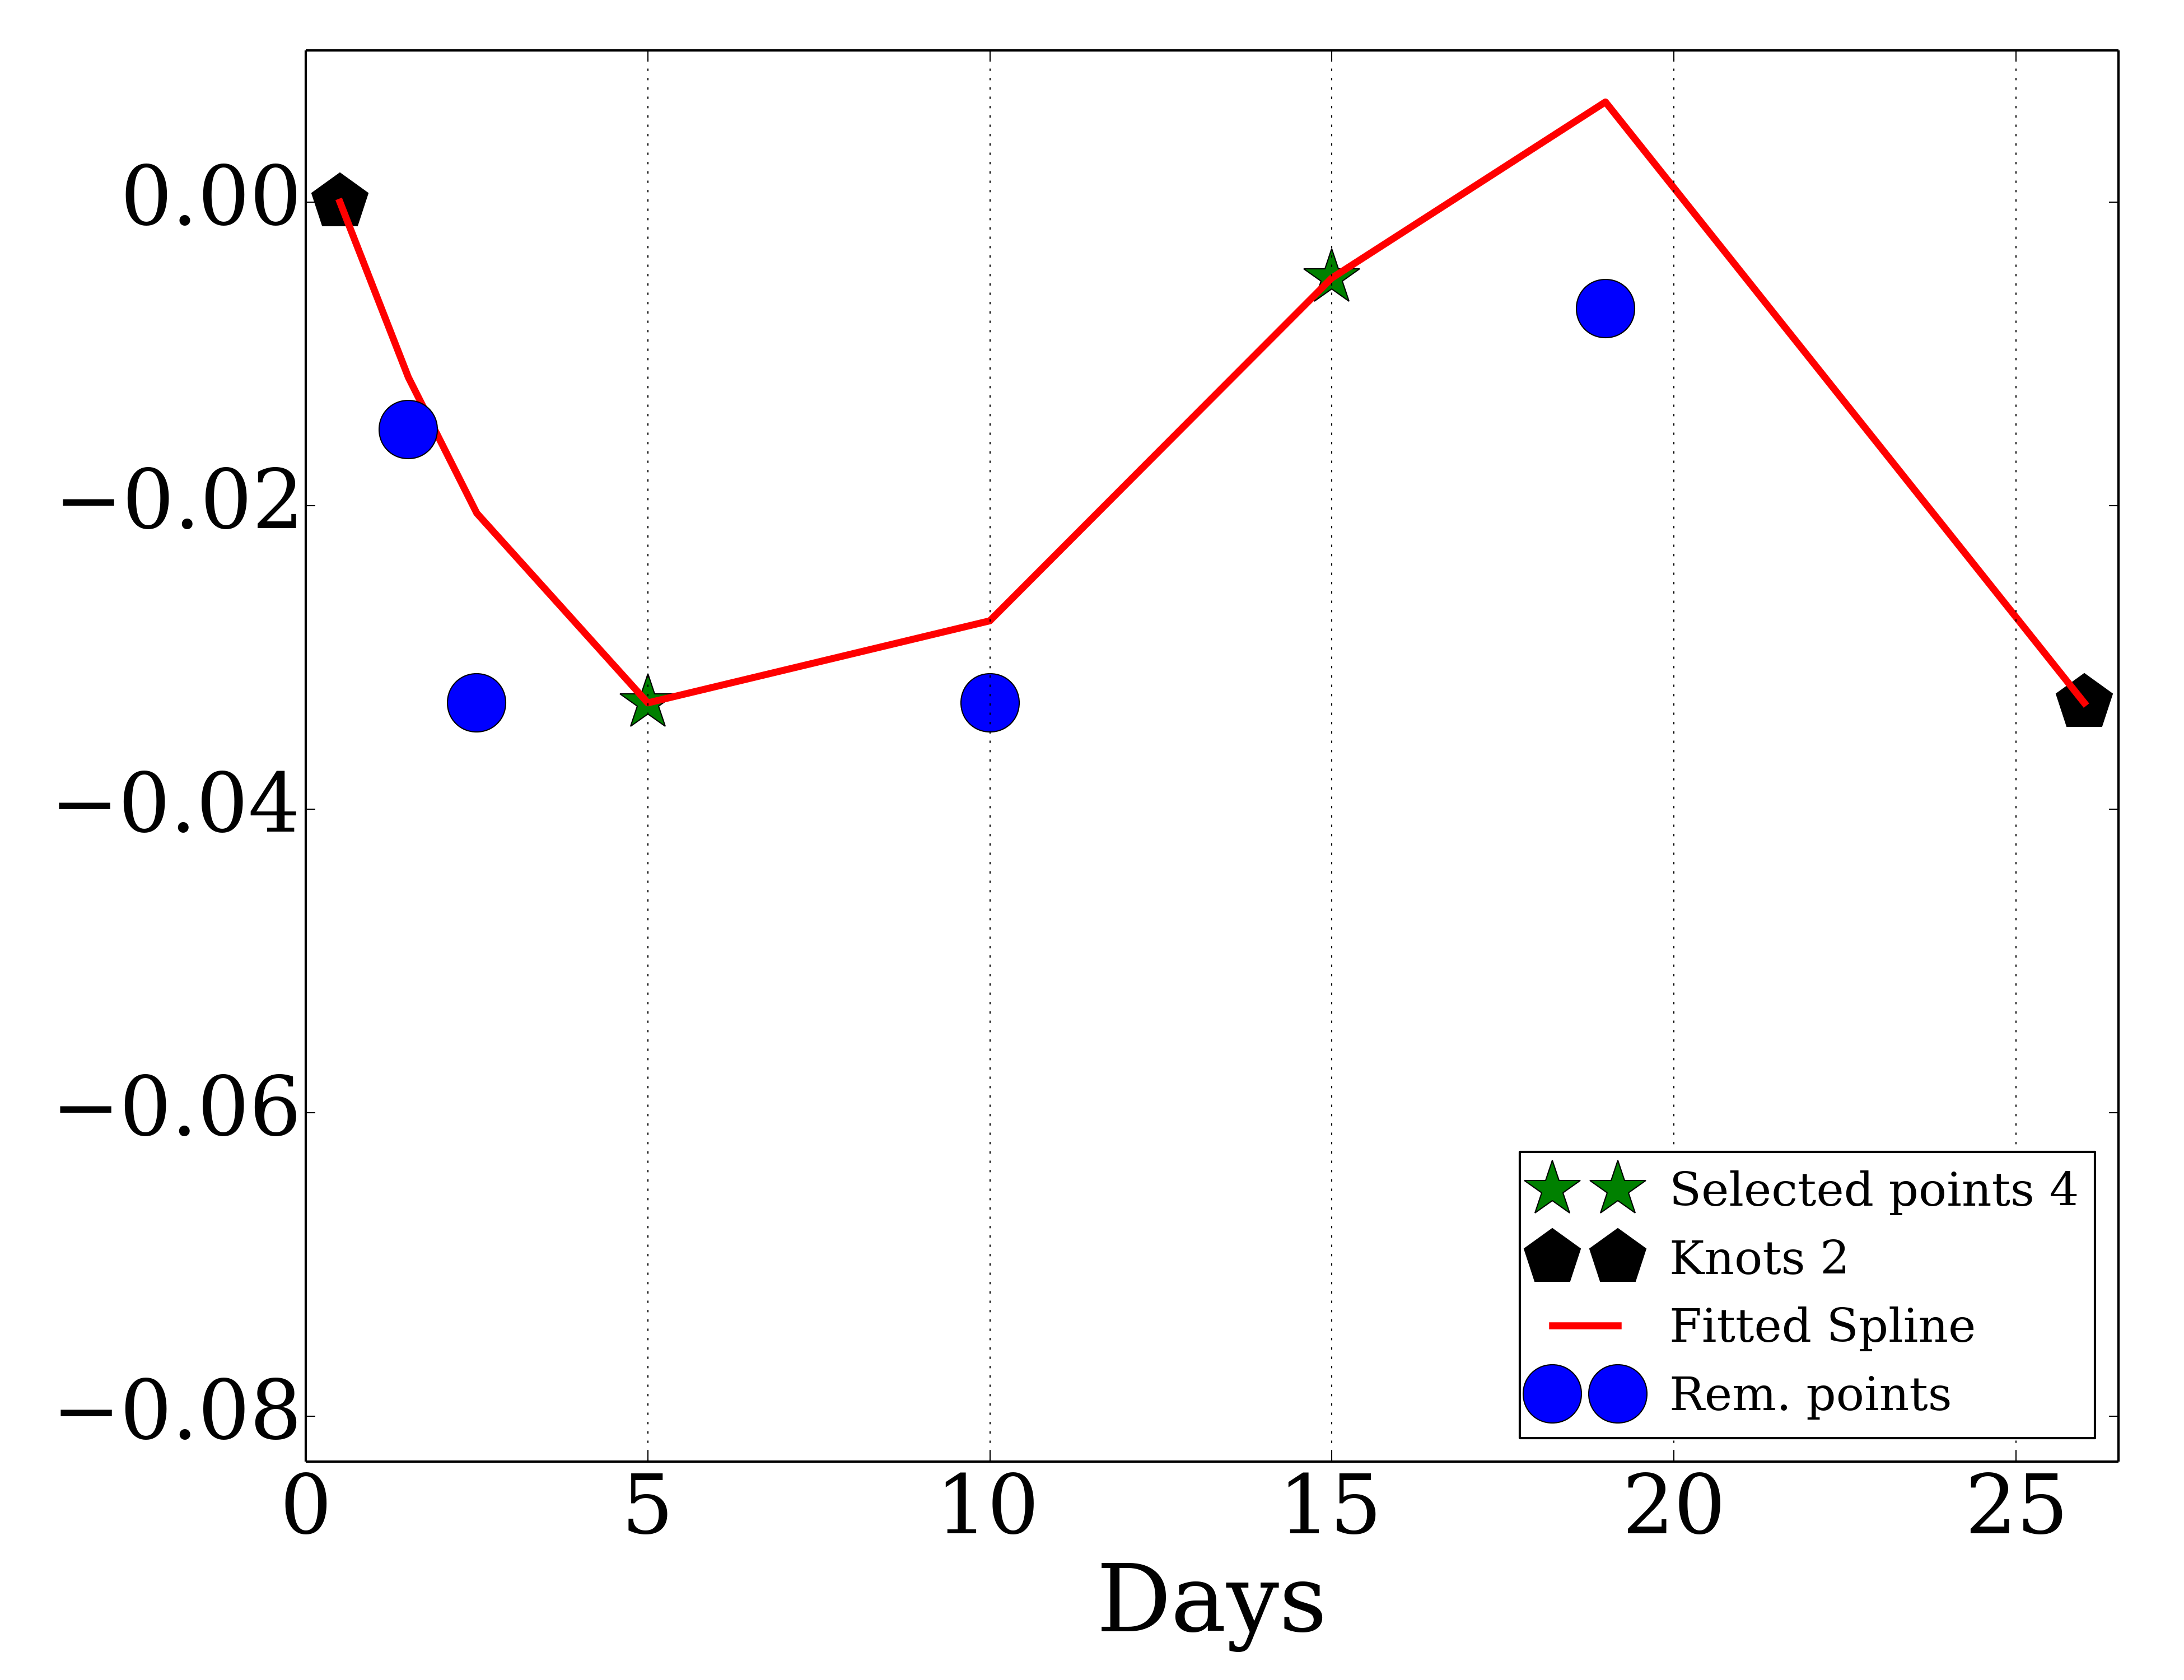 0.00
−0.02
−0.04
−0.06
−0.08
0 5 10 15 20 25
Days
Selected points 4
Knots 2
Fitted Spline
Rem. points